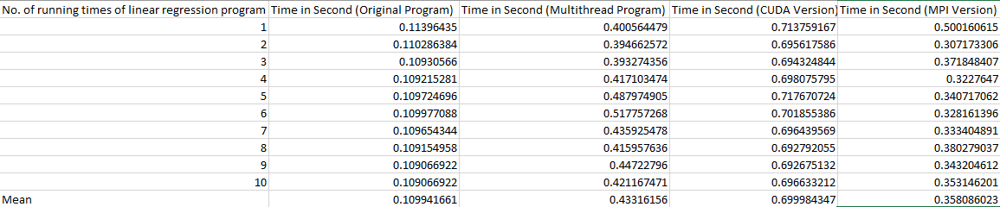 No. of running times of linear regression program Time in Second (Original Program) Time in Second (Multithread Program) Time in Second (CUDA Version) Time in Second (MPI Version)
1 0.11396435 0.400564479 0.713759167 0.500160615
2 0.110286384 0.394662572 0.695617586 0.307173306
3 0.10930566 0.393274356 0.694324844 0.371848407
4 0.109215281 0.417103474 0.698075795 0.3227647
5 0.109724696 0.487974905 0.717670724 0.340717062
6 0.109977088 0.517757268 0.701855386 0.328161396
7 0.109654344 0.435925478 0.696439569 0.333404891
8 0.109154958 0.415957636 0.692792055 0.380279037
9 0.109066922 0.44722796 0.692675132 0.343204612
10 0.109066922 0.421167471 0.696633212 0.353146201
Mean 0.109941661 0.43316156 0.699984347 0.358086023